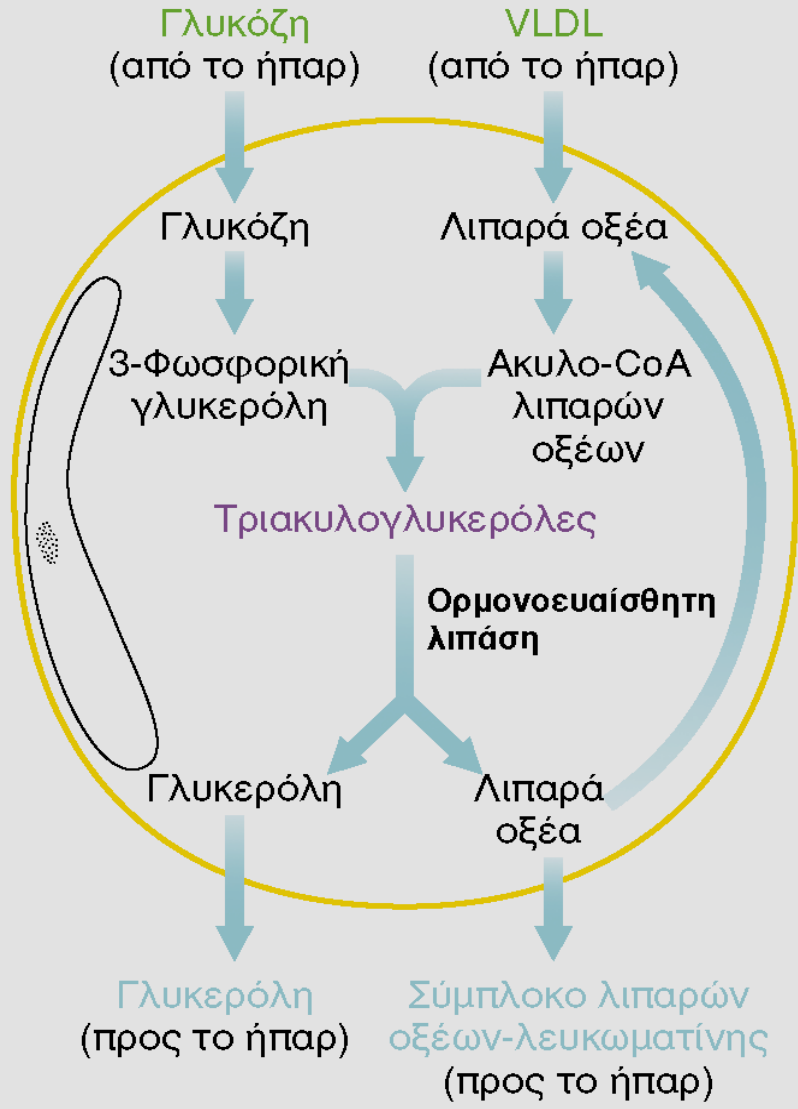 Γλυκόζη
(από το ήπαρ)
VLDL
(από το ήπαρ)
Γλυκόζη
Λιπαρά οξέα
3-Φωσφορική
γλυκερόλη
Ακυλο-CoA
λιπαρών
οξέων
Τριακυλογλυκερόλες
Ορμονοευαίσθητη
λιπάση
Γλυκερόλη
Λιπαρά
οξέα
Γλυκερόλη
(προς το ήπαρ)
Σύμπλοκο λιπαρών
οξέων-λευκωματίνης
(προς το ήπαρ)